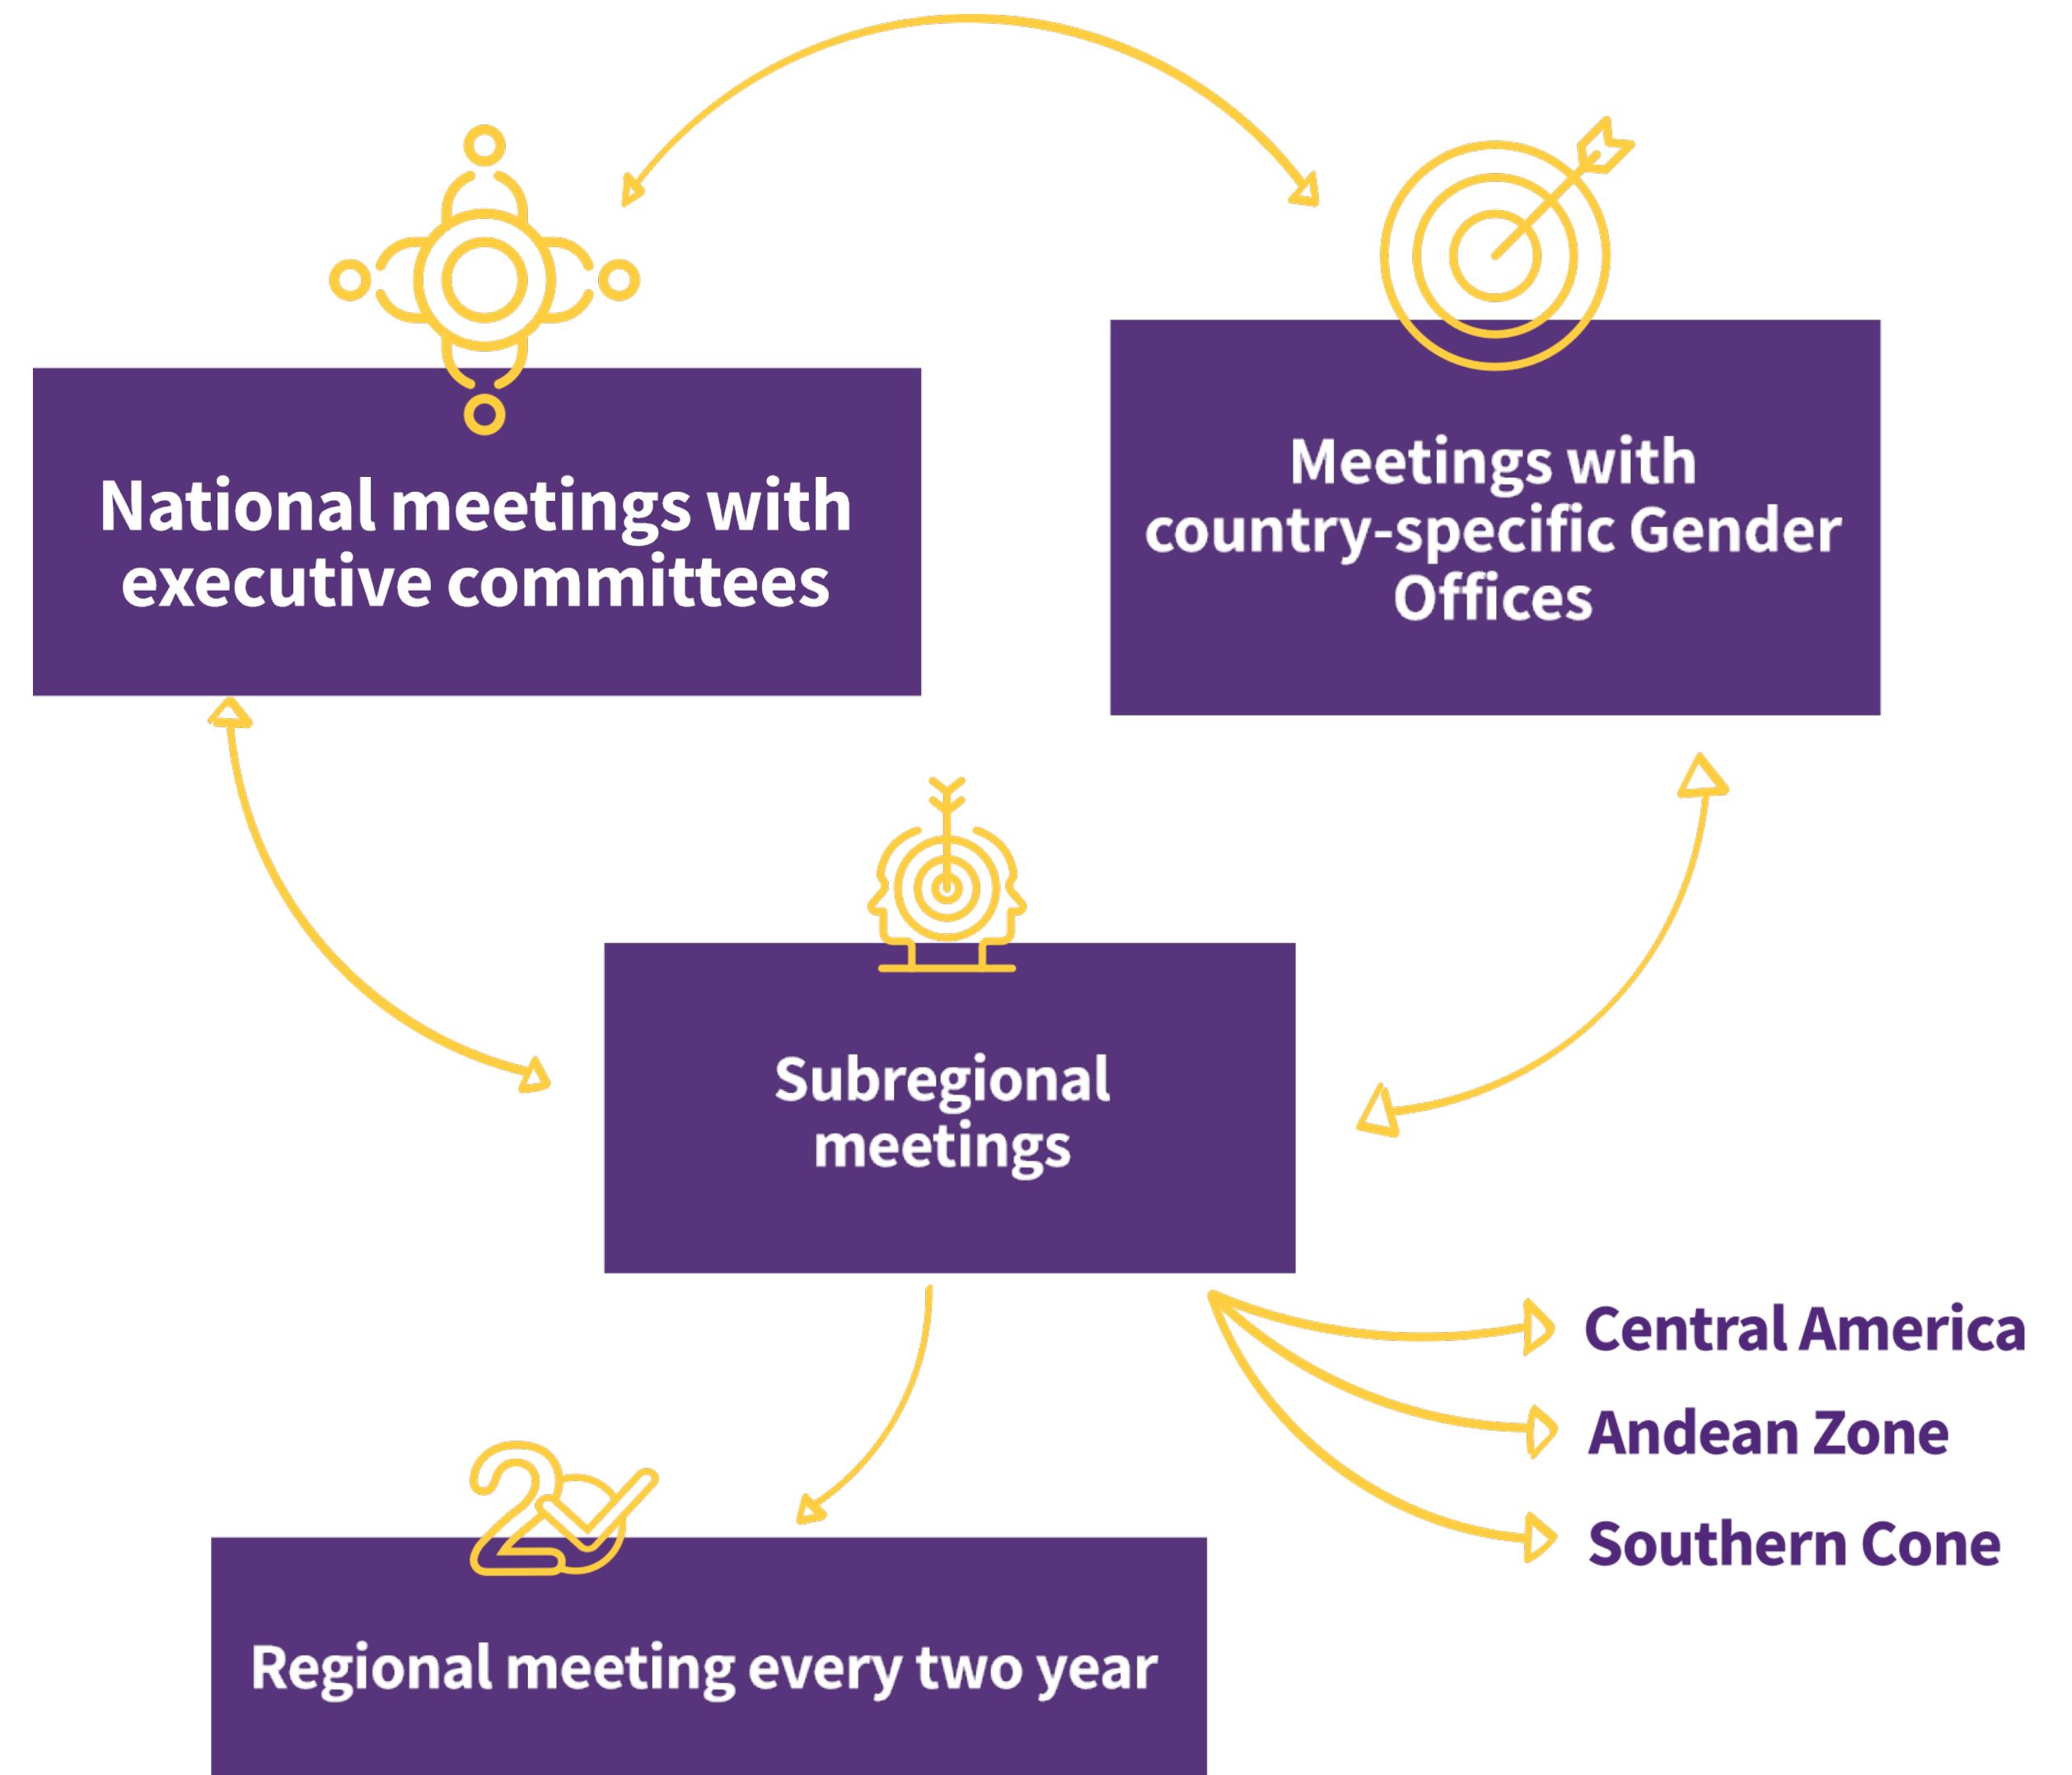 National meetings with
executive committees
Meetings with
country-specific Gender
Offices
Subregional
meetings
Central America
Andean Zone
Southern Cone
2
Regional meeting every two year